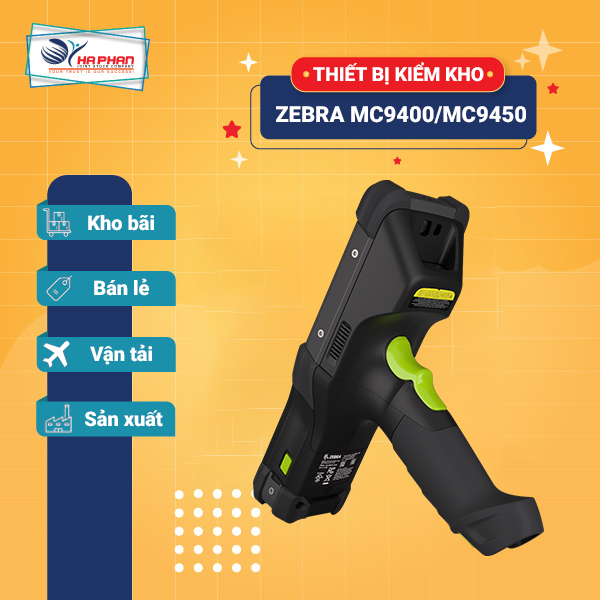 HA PHAN
JOINT STOCK COMPANY
YOUR TRUST IS OUR SUCCESS!
THIẾT BỊ KIỂM KHO
ZEBRA MC9400/MC9450
Kho bãi
Bán lẻ
Vận tải
Sản xuất
ZEBRA